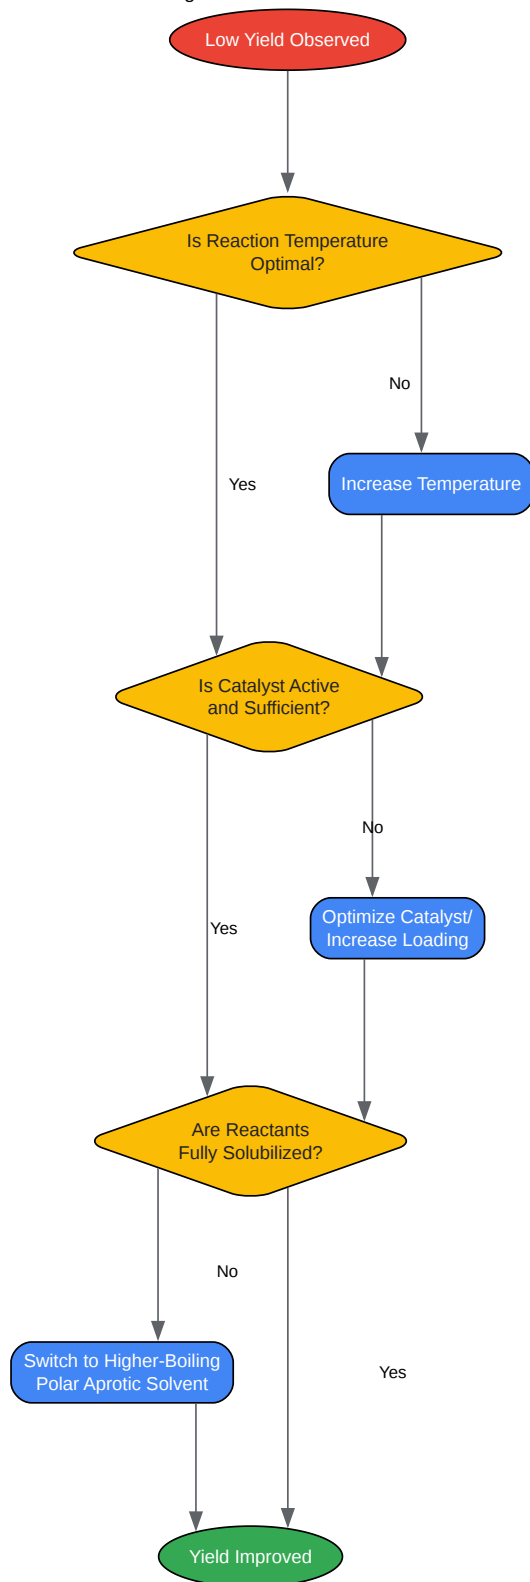 Low Yield Observed
Is Reaction Temperature
Optimal?
No
Yes
Increase Temperature
Is Catalyst Active
and Sufficient?
No
Optimize Catalyst/
Increase Loading
Yes
Are Reactants
Fully Solubilized?
No
Switch to Higher-Boiling
Polar Aprotic Solvent
Yes
Yield Improved